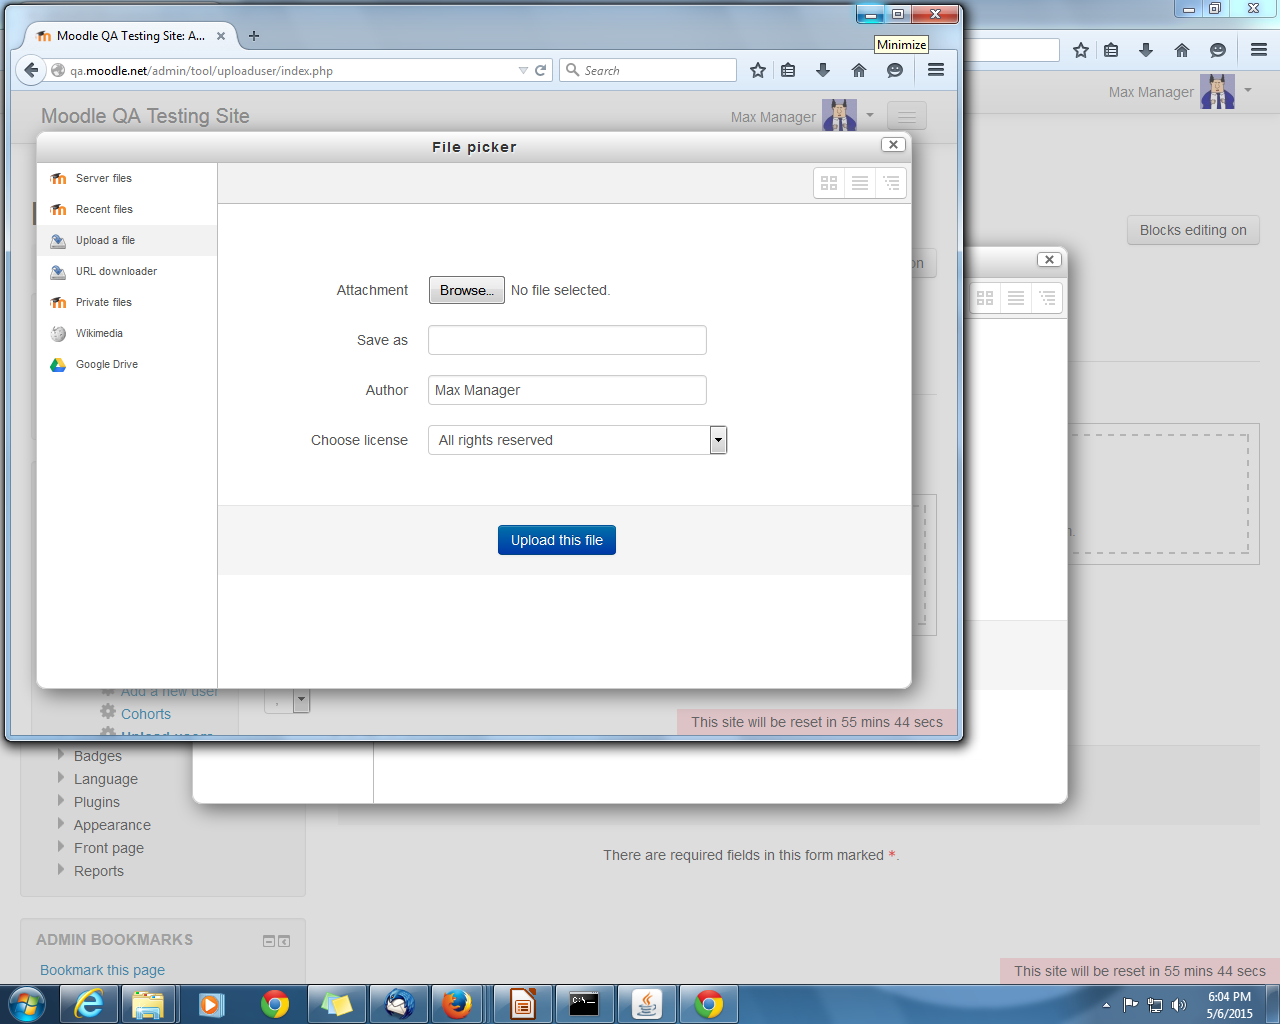 Moodle QA Testing Site: A...
Minimize
qa.moodle.net/admin/tool/uploaduser/index.php
Search
Moodle QA Testing Site
Max Manager
Max Manager
File picker
Server files
Recent files
Upload a file
URL downloader
Private files
Wikimedia
Google Drive
Attachment
Browse...
No file selected.
Save as
Author
Max Manager
Choose license
All rights reserved
Upload this file
Blocks editing on
on
n.
Add a new user
Cohorts
Upload users
This site will be reset in 55 mins 44 secs
Badges
Language
Plugins
Appearance
Front page
Reports
There are required fields in this form marked *.
ADMIN BOOKMARKS
Bookmark this page
This site will be reset in 55 mins 44 secs
C:\.
6:04 PM
5/6/2015